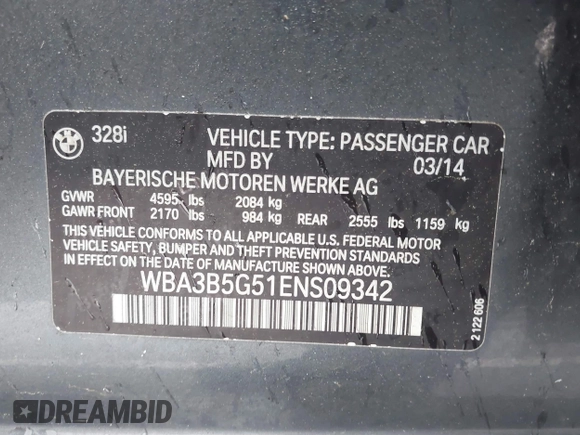 328i VEHICLE TYPE: PASSENGER CAR
MFD BY 03/14
BAYERISCHE MOTOREN WERKE AG
GVWR 4595 lbs 2084 kg
GAWR FRONT 2170 lbs 984 kg REAR 2555 lbs 1159 kg
THIS VEHICLE CONFORMS TO ALL APPLICABLE U.S. FEDERAL MOTOR
VEHICLE SAFETY, BUMPER AND THEFT PREVENTION STANDARDS
IN EFFECT ON THE DATE OF MANUFACTURE SHOWN ABOVE.
WBA3B5G51ENS09342
2 122 606
DREAMBID